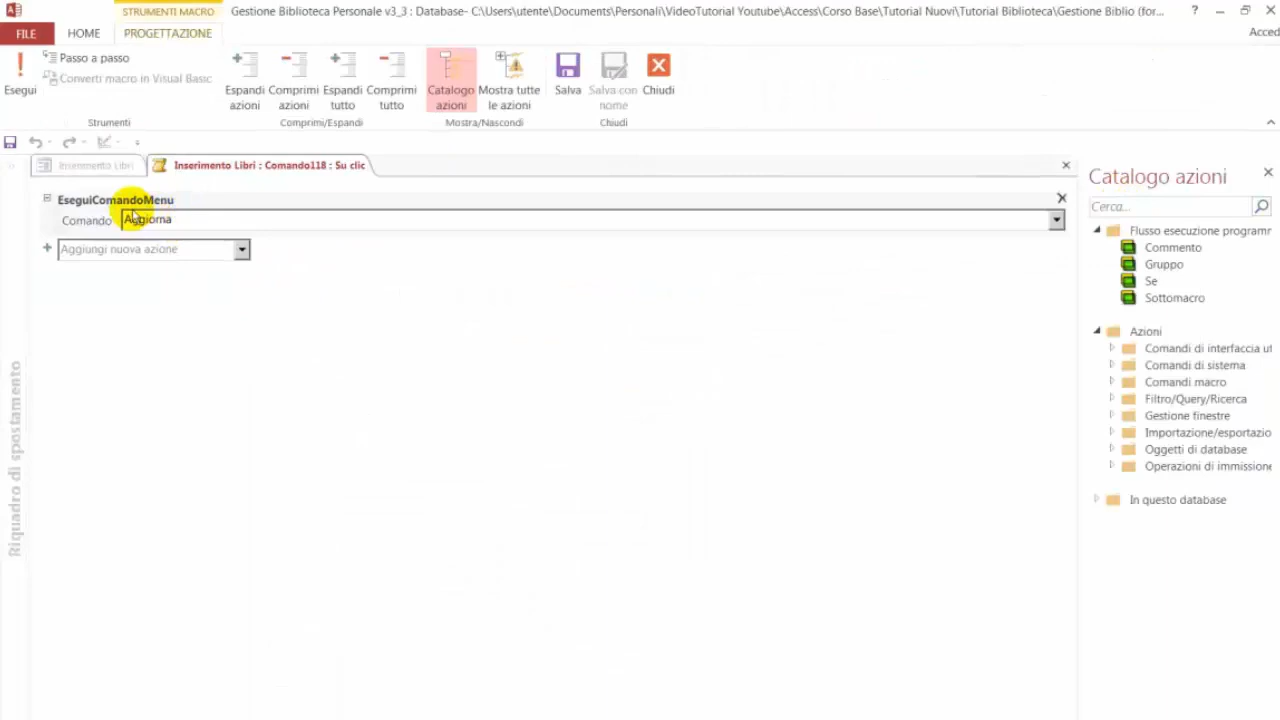 STRUMENTI MACRO
Gestione Biblioteca Personale v3_3 : Database- C:\Users\utente\Documents\Personali\VideoTutorial Youtube\Access\Corso Base\Tutorial Nuovi\Tutorial Biblioteca\Gestione Biblio (for...
?
FILE
HOME
PROGETTAZIONE
Acced
Esegui
Passo a passo
Converti macro in Visual Basic
Strumenti
Espandi azioni
Comprimi azioni
Espandi tutto
Comprimi tutto
Comprimi/Espandi
Catalogo azioni
Mostra tutte le azioni
Mostra/Nascondi
Salva
Salva con nome
Chiudi
Chiudi
Inserimento Libri
Inserimento Libri : Comando118 : Su clic
EseguiComandoMenu
Comando
Aggiorna
Aggiungi nuova azione
Riquadro di spostamento
Catalogo azioni
Cerca...
Flusso esecuzione programm
Commento
Gruppo
Se
Sottomacro
Azioni
Comandi di interfaccia ut
Comandi di sistema
Comandi macro
Filtro/Query/Ricerca
Gestione finestre
Importazione/esportazio
Oggetti di database
Operazioni di immissione
In questo database